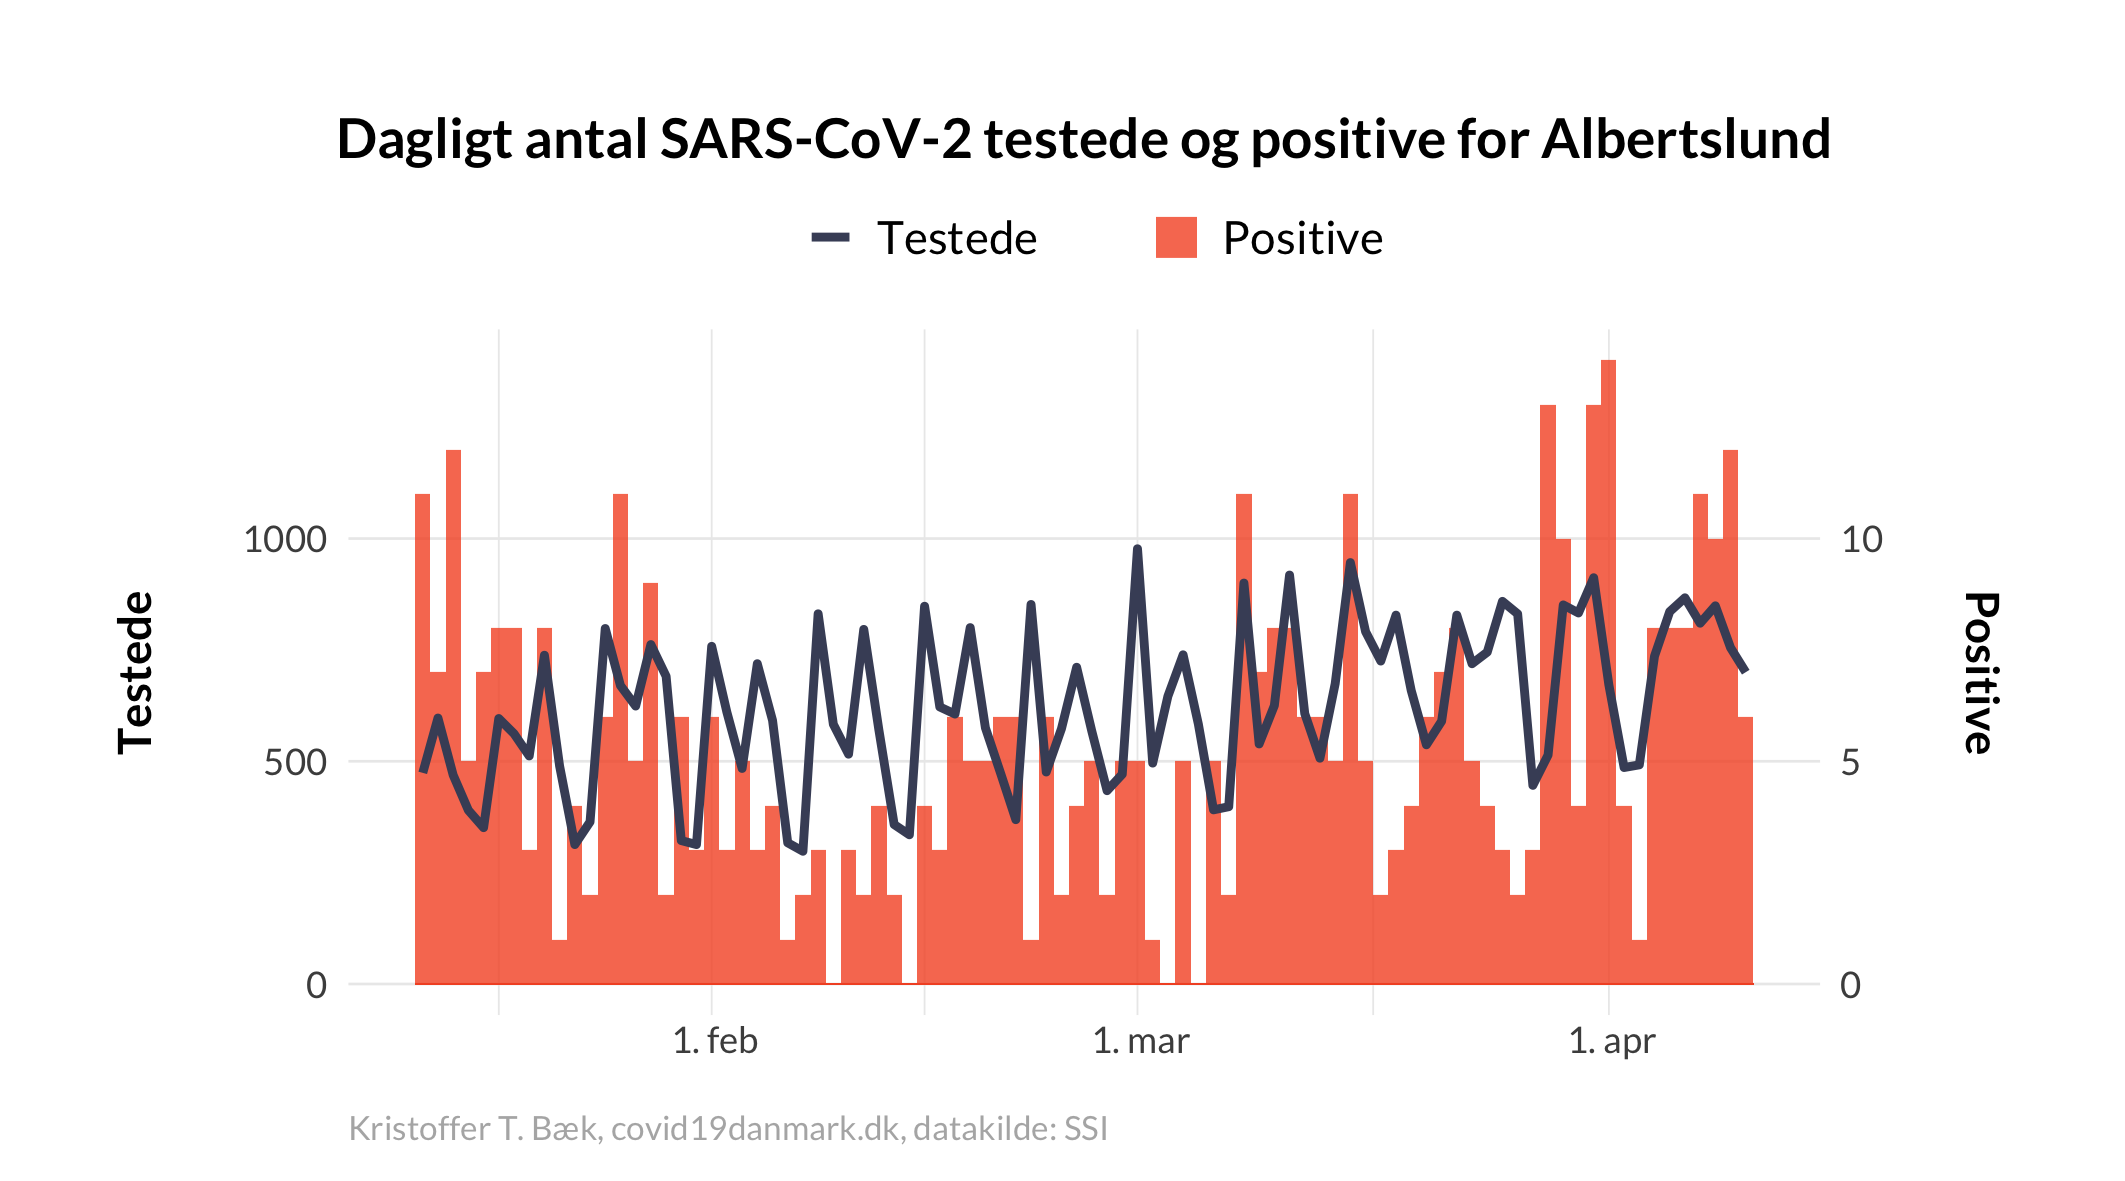 Dagligt antal SARS-CoV-2 testede og positive for Albertslund
Testede
Positive
1000
500
0
10
5
0
Testede
Positive
1. feb
1. mar
1. apr
Kristoffer T. Bæk, covid19danmark.dk, datakilde: SSI